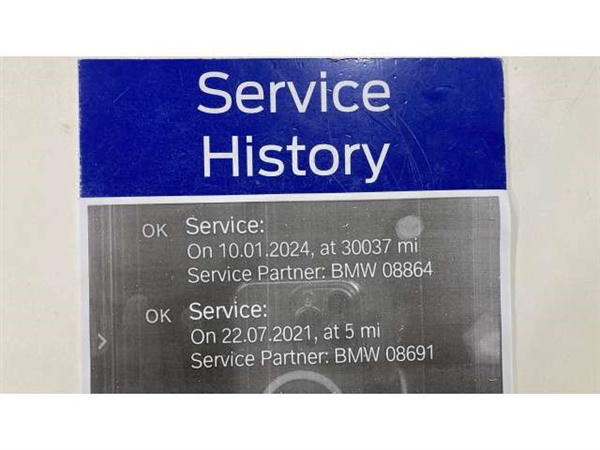 Service
History
OK Service:
On 10.01.2024, at 30037 mi
Service Partner: BMW 08864
OK Service:
On 22.07.2021, at 5 mi
Service Partner: BMW 08691